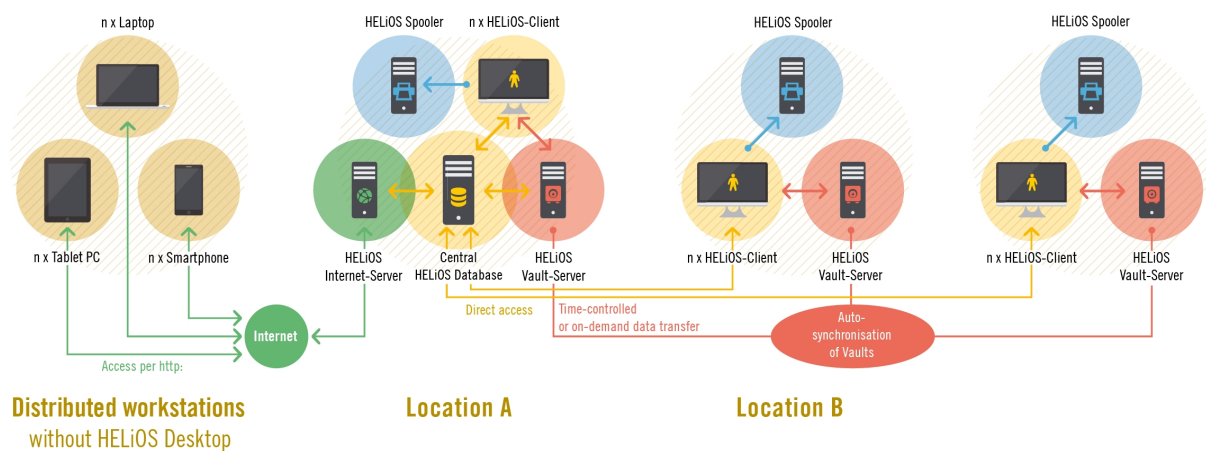 n x Laptop
n x Tablet PC
n x Smartphone
HELiOS Spooler
n x HELiOS-Client
HELiOS
Internet-Server
Central
HELiOS Database
HELiOS
Vault-Server
HELiOS Spooler
n x HELiOS-Client
HELiOS
Vault-Server
HELiOS Spooler
n x HELiOS-Client
HELiOS
Vault-Server
Internet
Access per http:
Direct access
Time-controlled
or on-demand data transfer
Auto-
synchronisation
of Vaults
Distributed workstations
without HELiOS Desktop
Location A
Location B